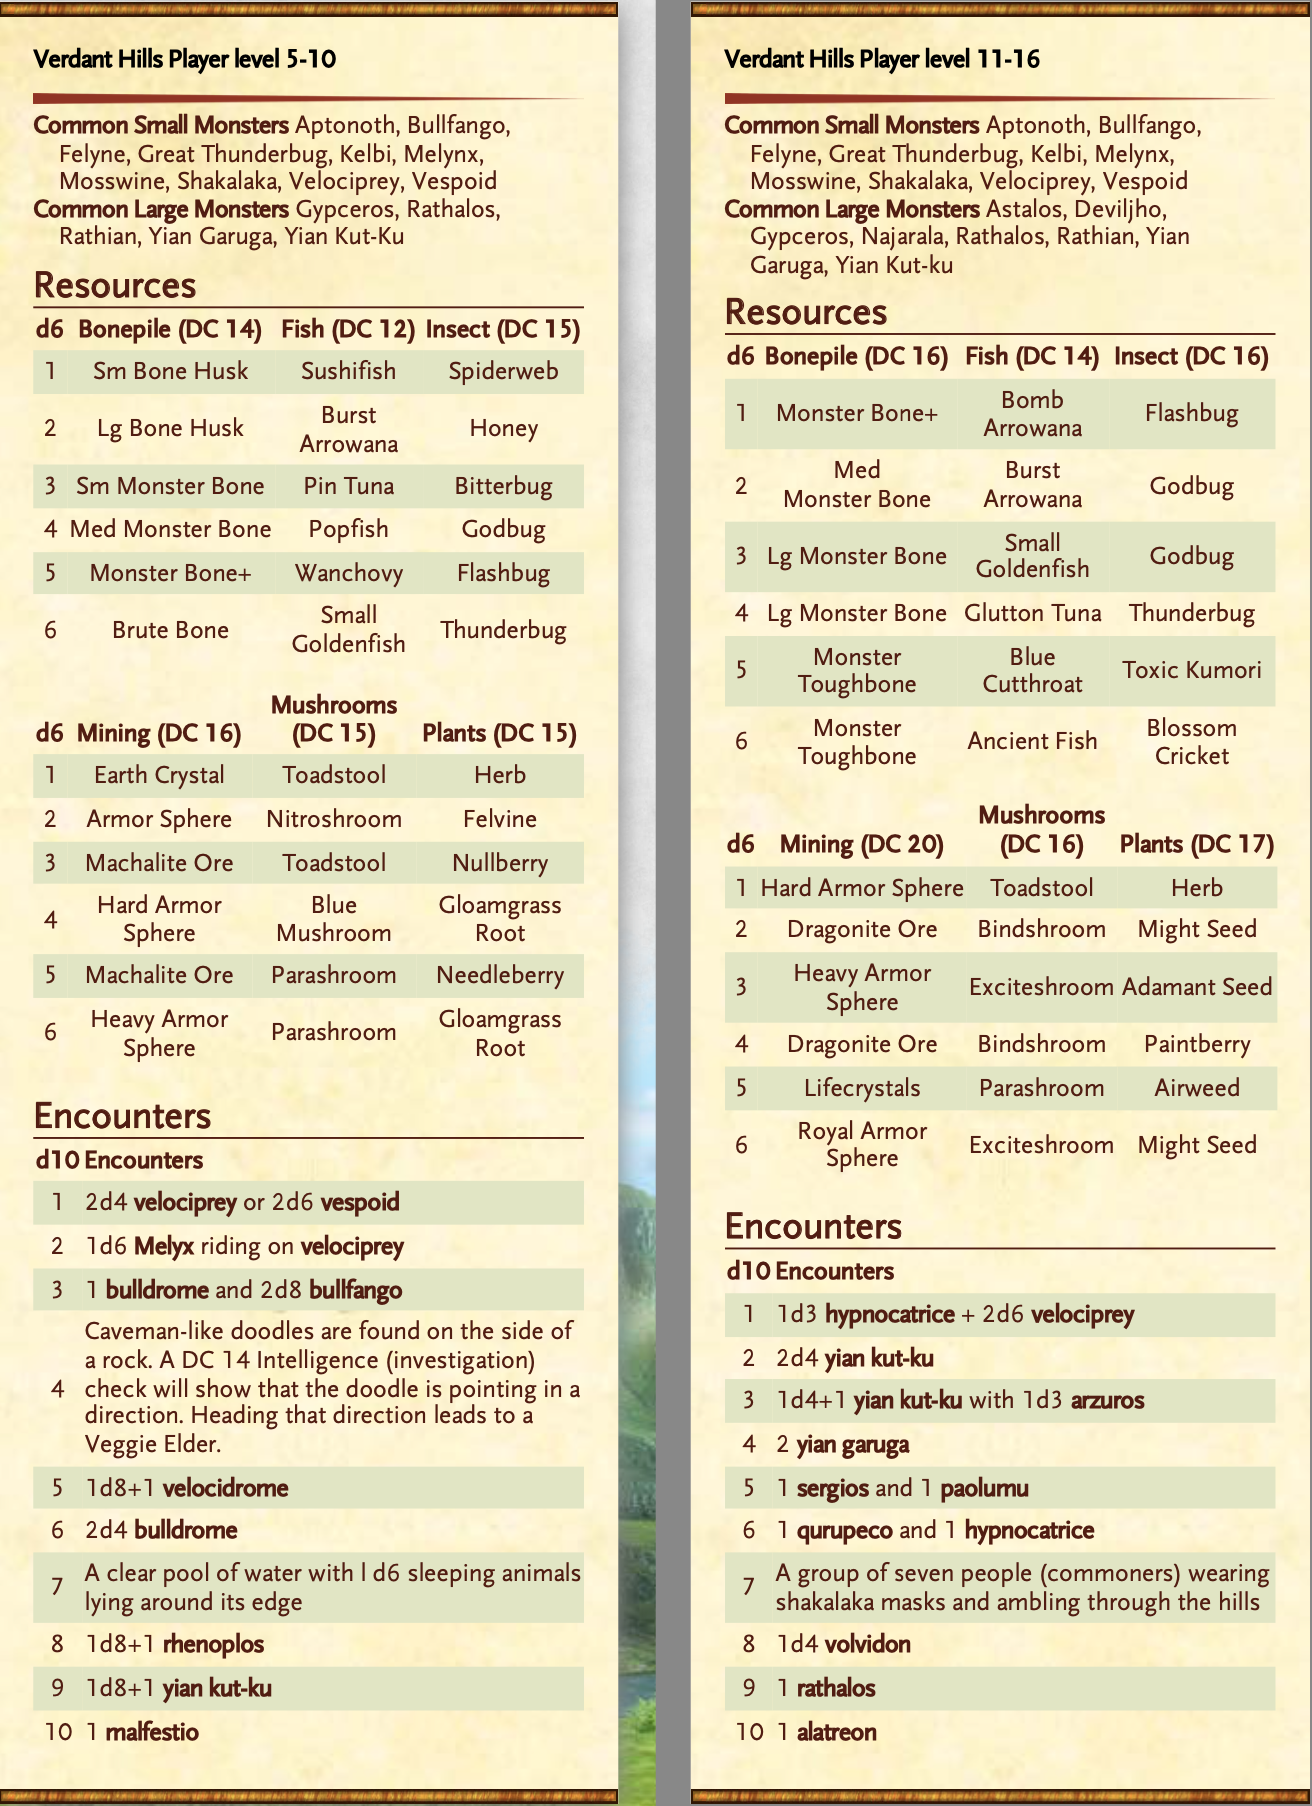 Verdant Hills Player level 5-10
Common Small Monsters Aptonoth, Bullfango,
Felyne, Great Thunderbug, Kelbi, Melynx,
Mosswine, Shakalaka, Velociprey, Vespoid
Common Large Monsters Gypceros, Rathalos,
Rathian, Yian Garuga, Yian Kut-Ku
Resources
d6 Bonepile (DC 14) Fish (DC 12) Insect (DC 15)
1 Sm Bone Husk Sushifish Spiderweb
2 Lg Bone Husk Burst Arrowana Honey
3 Sm Monster Bone Pin Tuna Bitterbug
4 Med Monster Bone Popfish Godbug
5 Monster Bone+ Wanchovy Flashbug
6 Brute Bone Small Goldenfish Thunderbug
d6 Mining (DC 16) Mushrooms (DC 15) Plants (DC 15)
1 Earth Crystal Toadstool Herb
2 Armor Sphere Nitroshroom Felvine
3 Machalite Ore Toadstool Nullberry
4 Hard Armor Sphere Blue Mushroom Gloamgrass Root
5 Machalite Ore Parashroom Needleberry
6 Heavy Armor Sphere Parashroom Gloamgrass Root
Encounters
d10 Encounters
1 2d4 velociprey or 2d6 vespoid
2 1d6 Melyx riding on velociprey
3 1 bulldrome and 2d8 bullfango
Caveman-like doodles are found on the side of
a rock. A DC 14 Intelligence (investigation)
4 check will show that the doodle is pointing in a
direction. Heading that direction leads to a
Veggie Elder.
5 1d8+1 velocidrome
6 2d4 bulldrome
7 A clear pool of water with l d6 sleeping animals
lying around its edge
8 1d8+1 rhenoplos
9 1d8+1 yian kut-ku
10 1 malfestio
Verdant Hills Player level 11-16
Common Small Monsters Aptonoth, Bullfango,
Felyne, Great Thunderbug, Kelbi, Melynx,
Mosswine, Shakalaka, Velociprey, Vespoid
Common Large Monsters Astalos, Deviljho,
Gypceros, Najarala, Rathalos, Rathian, Yian
Garuga, Yian Kut-ku
Resources
d6 Bonepile (DC 16) Fish (DC 14) Insect (DC 16)
1 Monster Bone+ Bomb Arrowana Flashbug
2 Med Monster Bone Burst Arrowana Godbug
3 Lg Monster Bone Small Goldenfish Godbug
4 Lg Monster Bone Glutton Tuna Thunderbug
5 Monster Toughbone Blue Cutthroat Toxic Kumori
6 Monster Toughbone Ancient Fish Blossom Cricket
d6 Mining (DC 20) Mushrooms (DC 16) Plants (DC 17)
1 Hard Armor Sphere Toadstool Herb
2 Dragonite Ore Bindshroom Might Seed
3 Heavy Armor Sphere Exciteshroom Adamant Seed
4 Dragonite Ore Bindshroom Paintberry
5 Lifecrystals Parashroom Airweed
6 Royal Armor Sphere Exciteshroom Might Seed
Encounters
d10 Encounters
1 1d3 hypnocatrice + 2d6 velociprey
2 2d4 yian kut-ku
3 1d4+1 yian kut-ku with 1d3 arzuros
4 2 yian garuga
5 1 sergios and 1 paolumu
6 1 qurupeco and 1 hypnocatrice
7 A group of seven people (commoners) wearing
shakalaka masks and ambling through the hills
8 1d4 volvidon
9 1 rathalos
10 1 alatreon